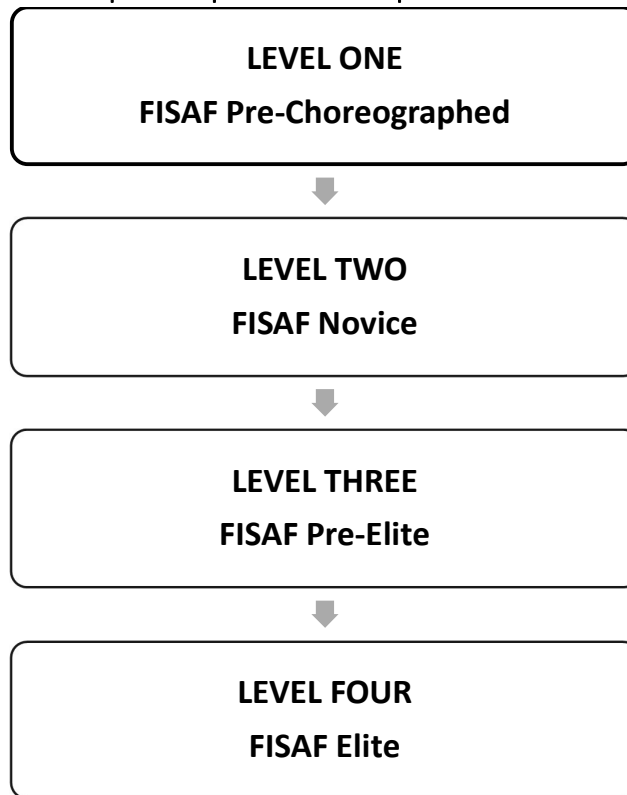 LEVEL ONE
FISAF Pre-Choreographed
LEVEL TWO
FISAF Novice
LEVEL THREE
FISAF Pre-Elite
LEVEL FOUR
FISAF Elite